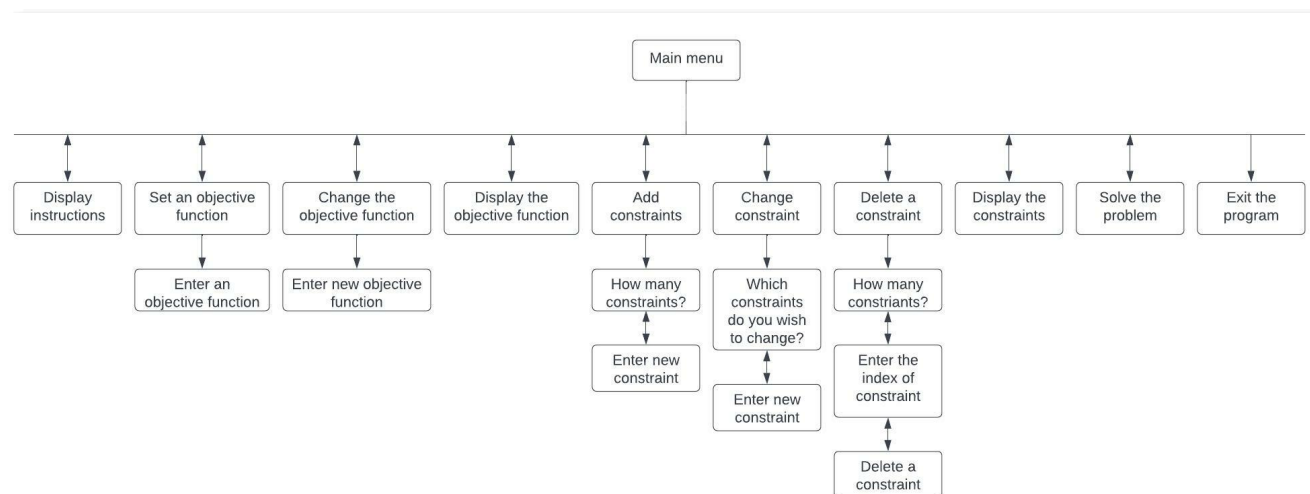 Main menu
Display
instructions
Set an objective
function
Change the
objective function
Display the
objective function
Add
constraints
Change
constraint
Delete a
constraint
Display the
constraints
Solve the
problem
Exit the
program
Enter an
objective function
Enter new objective
function
How many
constraints?
Which
constraints
do you wish
to change?
How many
constriants?
Enter new
constraint
Enter the
index of
constraint
Enter new
constraint
Delete a
constraint